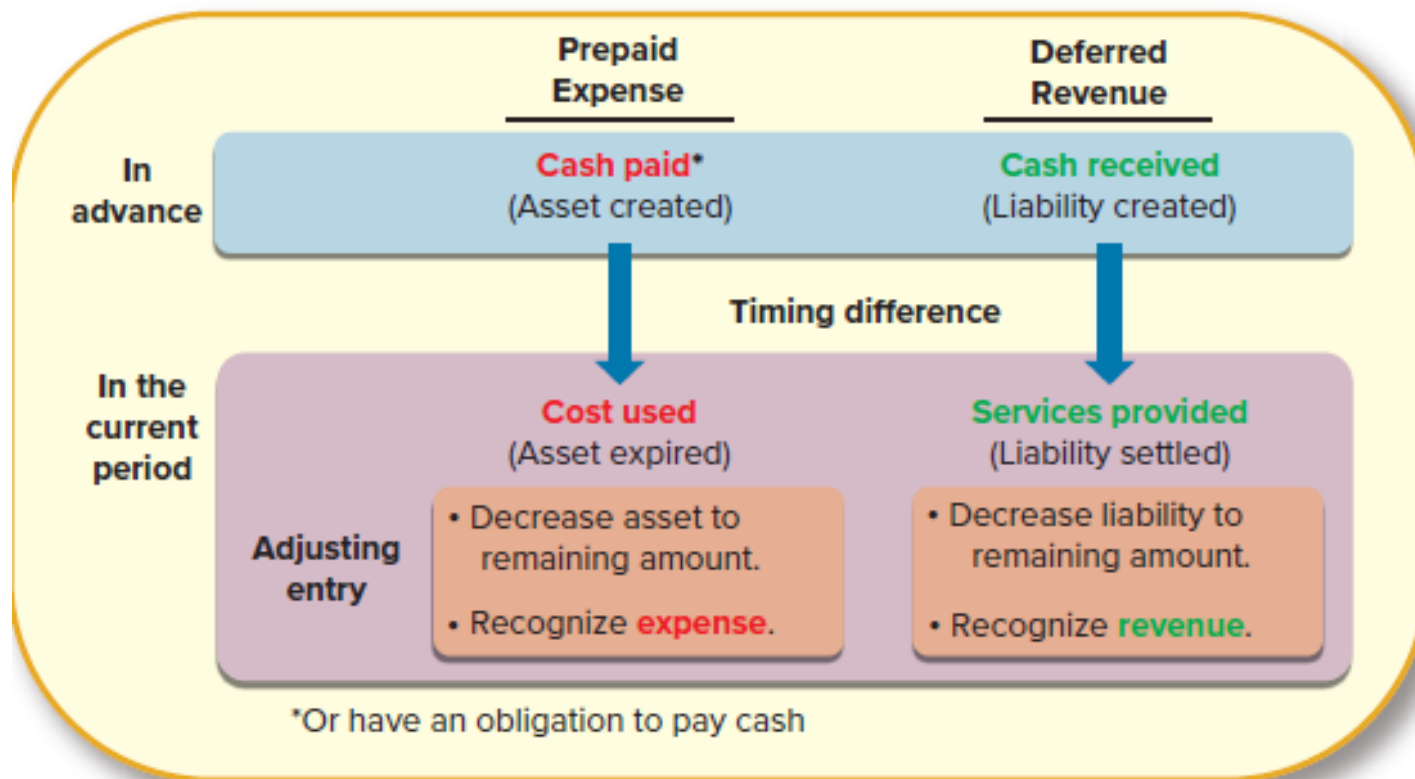 Prepaid
Expense
Deferred
Revenue
In
advance
Cash paid*
(Asset created)
Cash received
(Liability created)
Timing difference
In the
current
period
Cost used
(Asset expired)
Services provided
(Liability settled)
Adjusting
entry
• Decrease asset to
remaining amount.
• Recognize expense.
• Decrease liability to
remaining amount.
• Recognize revenue.
*Or have an obligation to pay cash